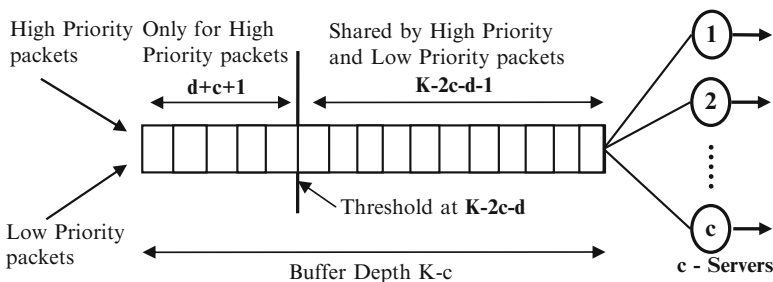 High Priority packets
Only for High Priority packets
d+c+1
Shared by High Priority and Low Priority packets
K-2c-d-1
1
2
c
c - Servers
Threshold at K-2c-d
Low Priority packets
Buffer Depth K-c